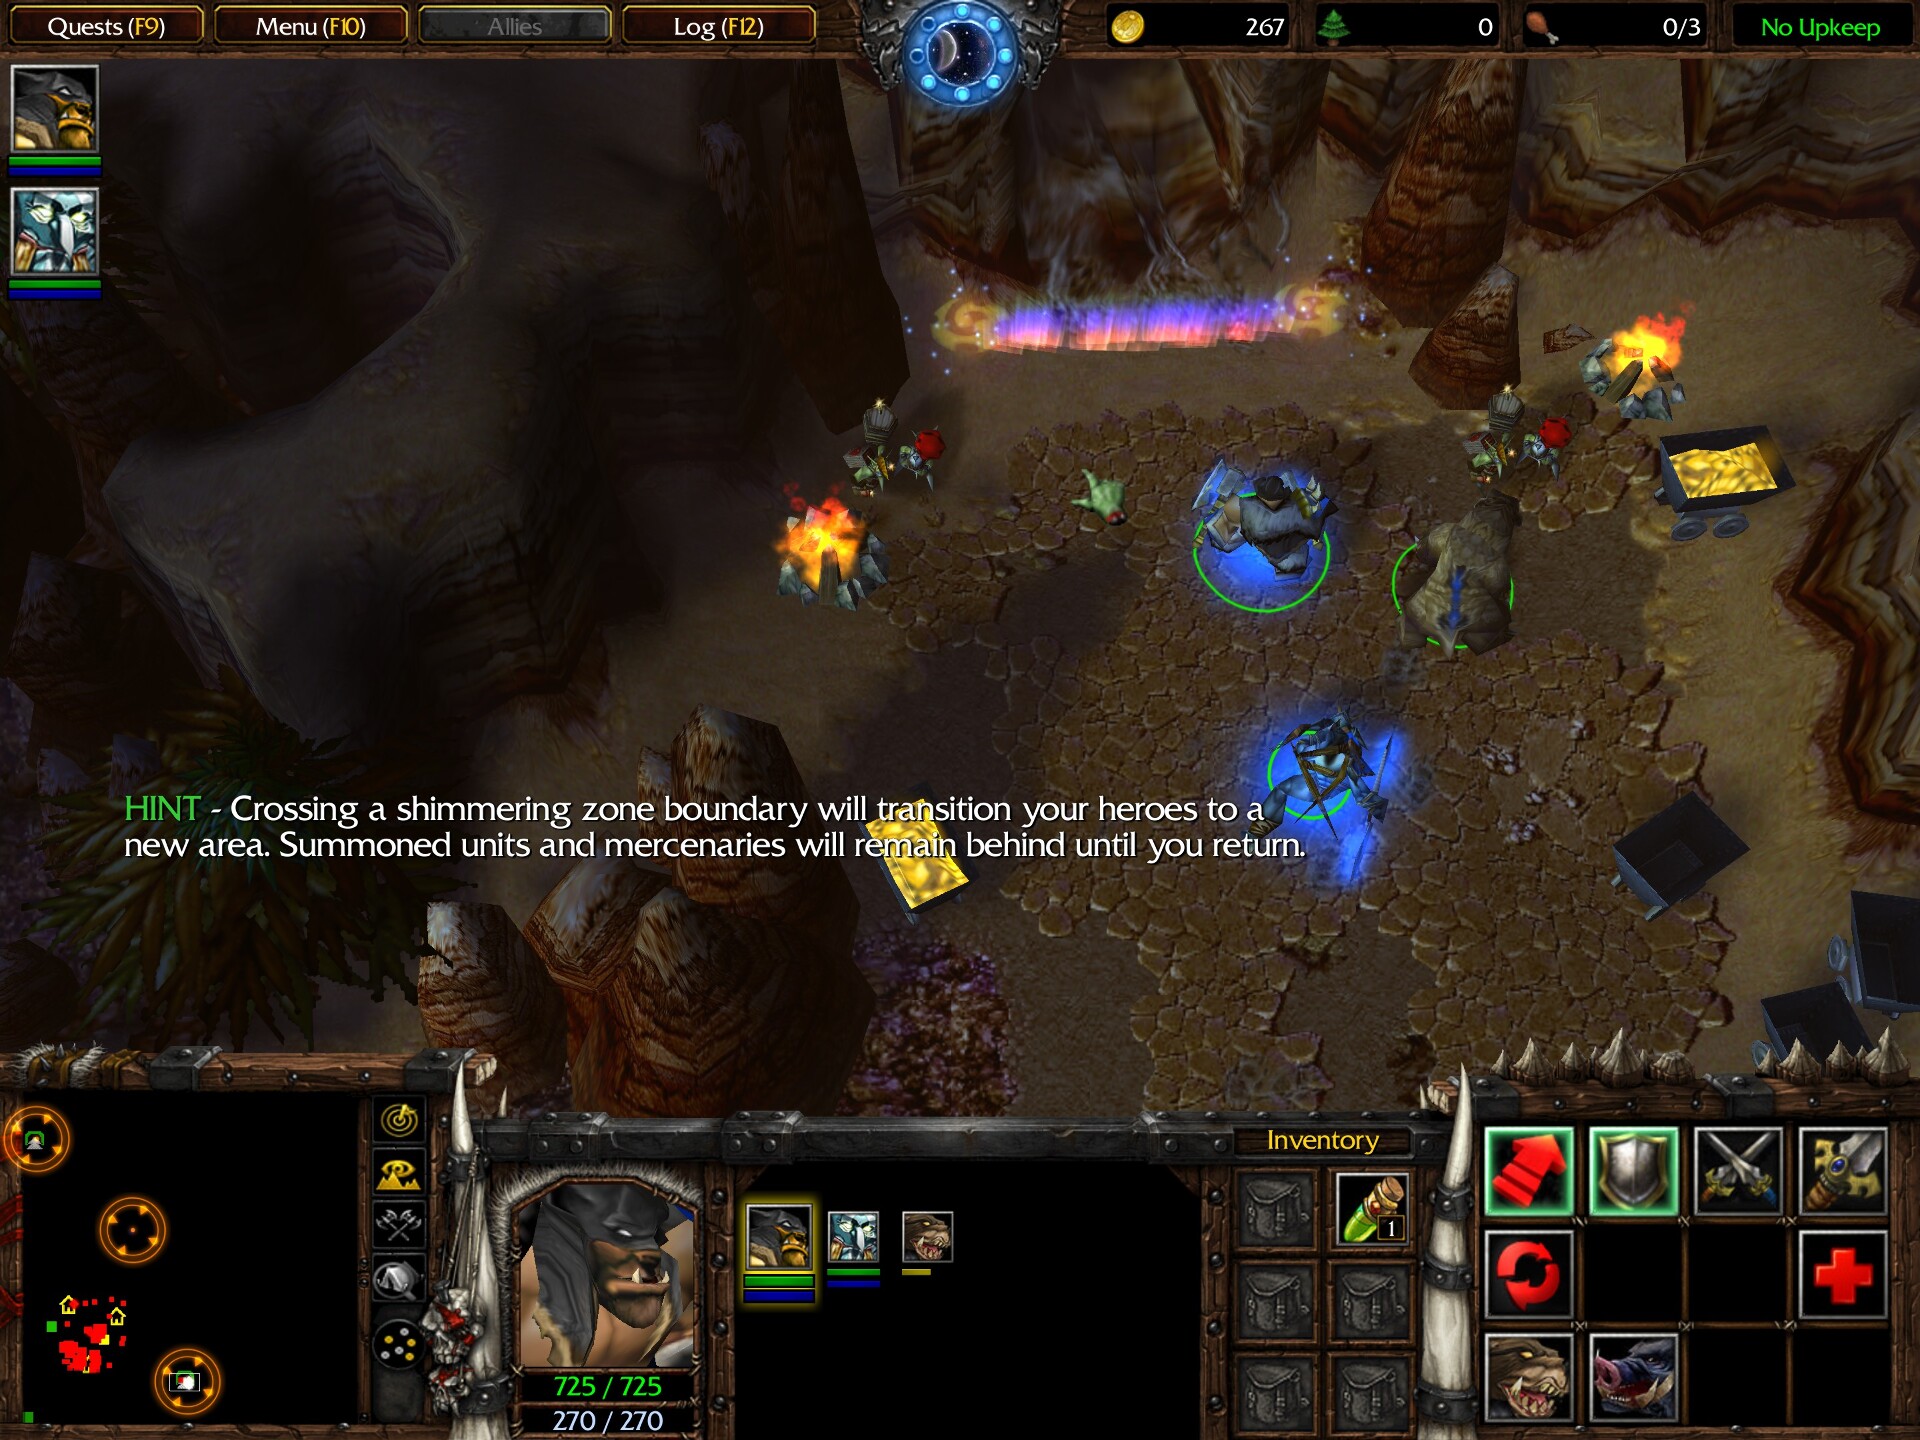 Quests (F9) Menu (F10) Allies Log (F12) 267 0 0/3 No Upkeep
HINT - Crossing a shimmering zone boundary will transition your heroes to a
new area. Summoned units and mercenaries will remain behind until you return.
Inventory
1
725 / 725
270 / 270